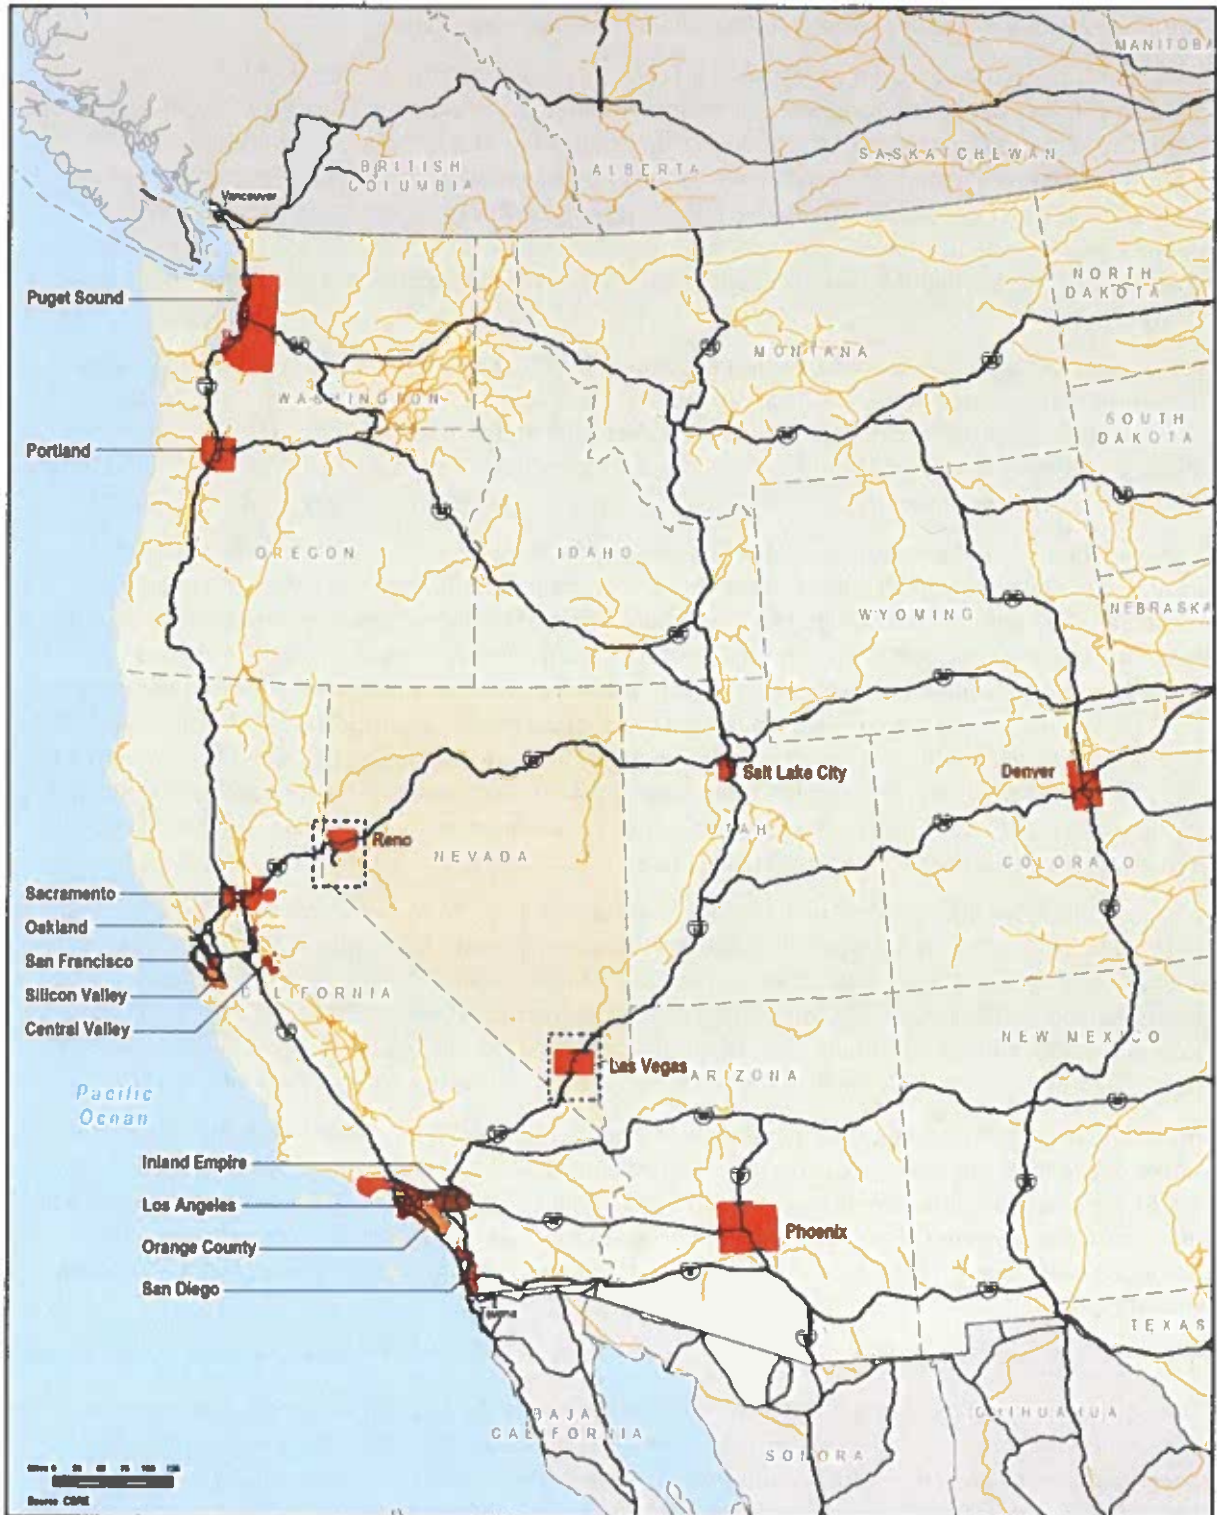 MANITOBA
BRITISH
COLUMBIA
ALBERTA
SASKATCHEWAN
Vancouver
Puget Sound
NORTH
DAKOTA
MONTANA
WASHINGTON
SOUTH
DAKOTA
Portland
OREGON
IDAHO
WYOMING
NEBRASKA
Salt Lake City
Denver
UTAH
Reno
NEVADA
COLORADO
Sacramento
Oakland
San Francisco
Silicon Valley
CALIFORNIA
Central Valley
NEW MEXICO
Las Vegas
ARIZONA
Pacific
Ocean
Inland Empire
Los Angeles
Phoenix
Orange County
San Diego
TEXAS
BAJA
CALIFORNIA
CHIHUAHUA
SONORA
Source CBRE